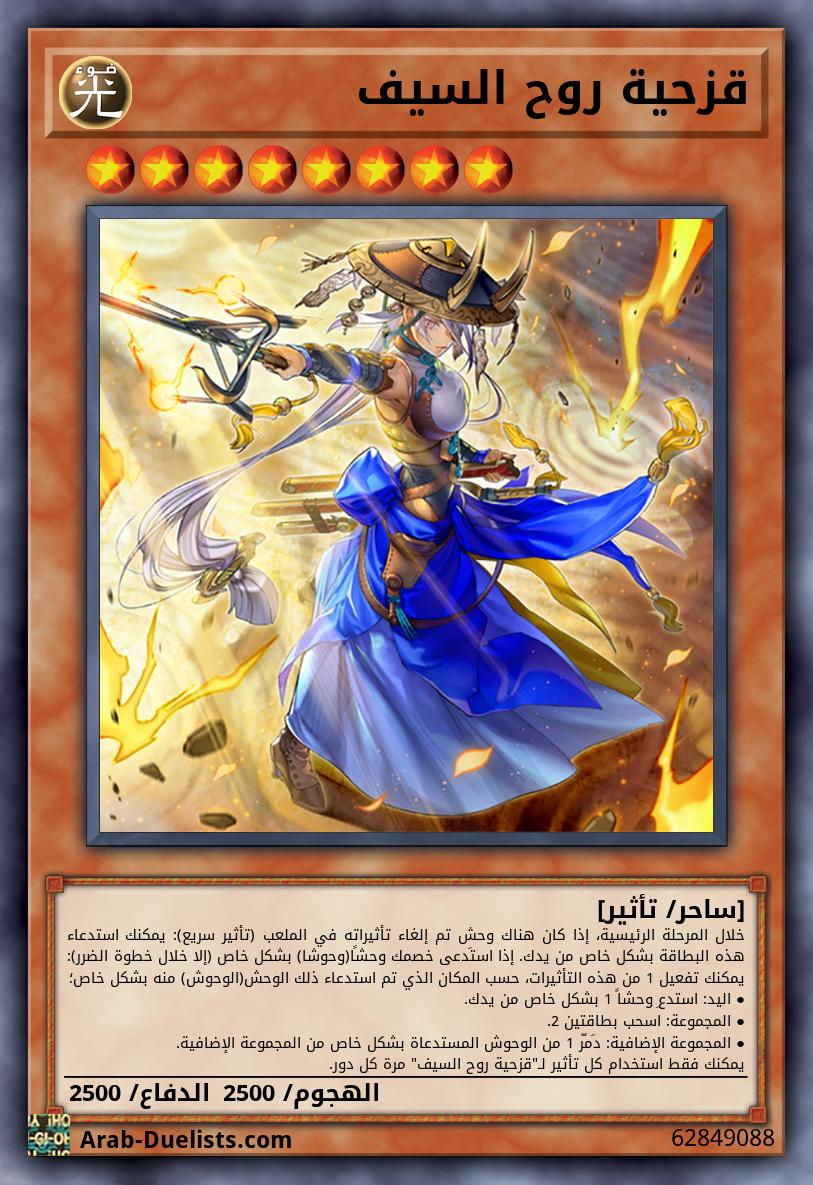 قزحية روح السيف
ضوء
光
[ساحر/ تأثير]
خلال المرحلة الرئيسية، إذا كان هناك وحش تم إلغاء تأثيراته في الملعب (تأثير سريع): يمكنك استدعاء
هذه البطاقة بشكل خاص من يدك. إذا استدعى خصمك وحشاً(وحوشا) بشكل خاص (إلا خلال خطوة الضرر):
يمكنك تفعيل 1 من هذه التأثيرات، حسب المكان الذي تم استدعاء ذلك الوحش(الوحوش) منه بشكل خاص؛
● اليد: استدعِ وحشاً 1 بشكل خاص من يدك.
● المجموعة: اسحب بطاقتين 2.
● المجموعة الإضافية: دَمّر 1 من الوحوش المستدعاة بشكل خاص من المجموعة الإضافية.
يمكنك فقط استخدام كل تأثير لـ"قزحية روح السيف" مرة كل دور.
الهجوم/ 2500 الدفاع/ 2500
Arab-Duelists.com
62849088